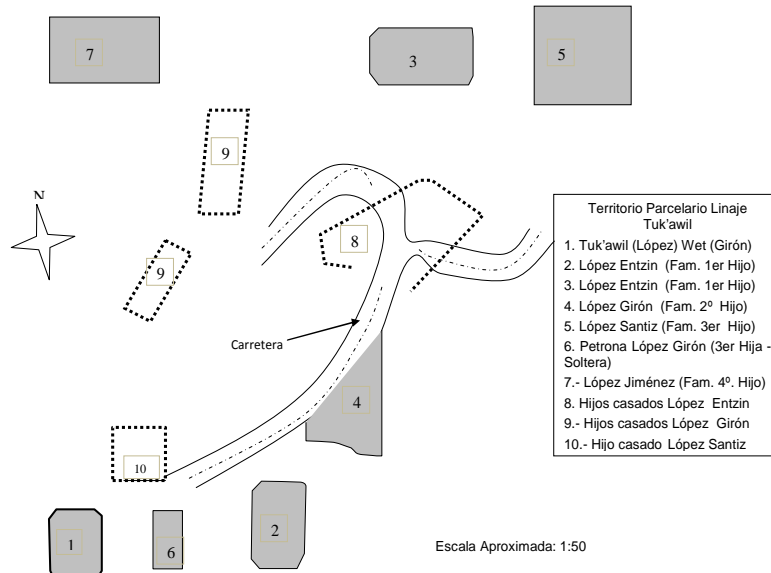 7
3
5
9
N
8
9
Carretera
4
10
1
6
2
Territorio Parcelario Linaje
Tuk'awil
1. Tuk'awil (López) Wet (Girón)
2. López Entzin (Fam. 1er Hijo)
3. López Entzin (Fam. 1er Hijo)
4. López Girón (Fam. 2º Hijo)
5. López Santiz (Fam. 3er Hijo)
6. Petrona López Girón (3er Hija -
Soltera)
7.- López Jiménez (Fam. 4º. Hijo)
8. Hijos casados López Entzin
9.- Hijos casados López Girón
10.- Hijo casado López Santiz
Escala Aproximada: 1:50